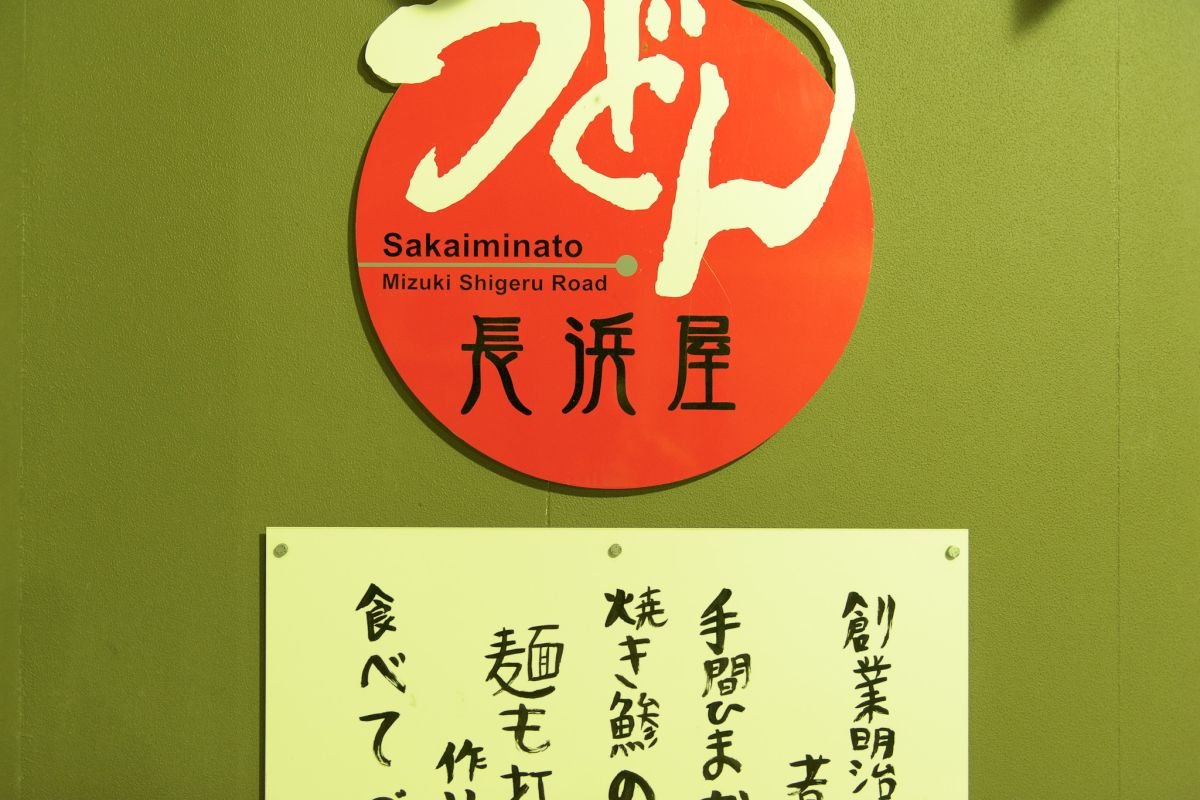 うどん
Sakaiminato
Mizuki Shigeru Road
長浜屋
創業明治
手間ひま
焼き鯵の
麺も打
作
食べて